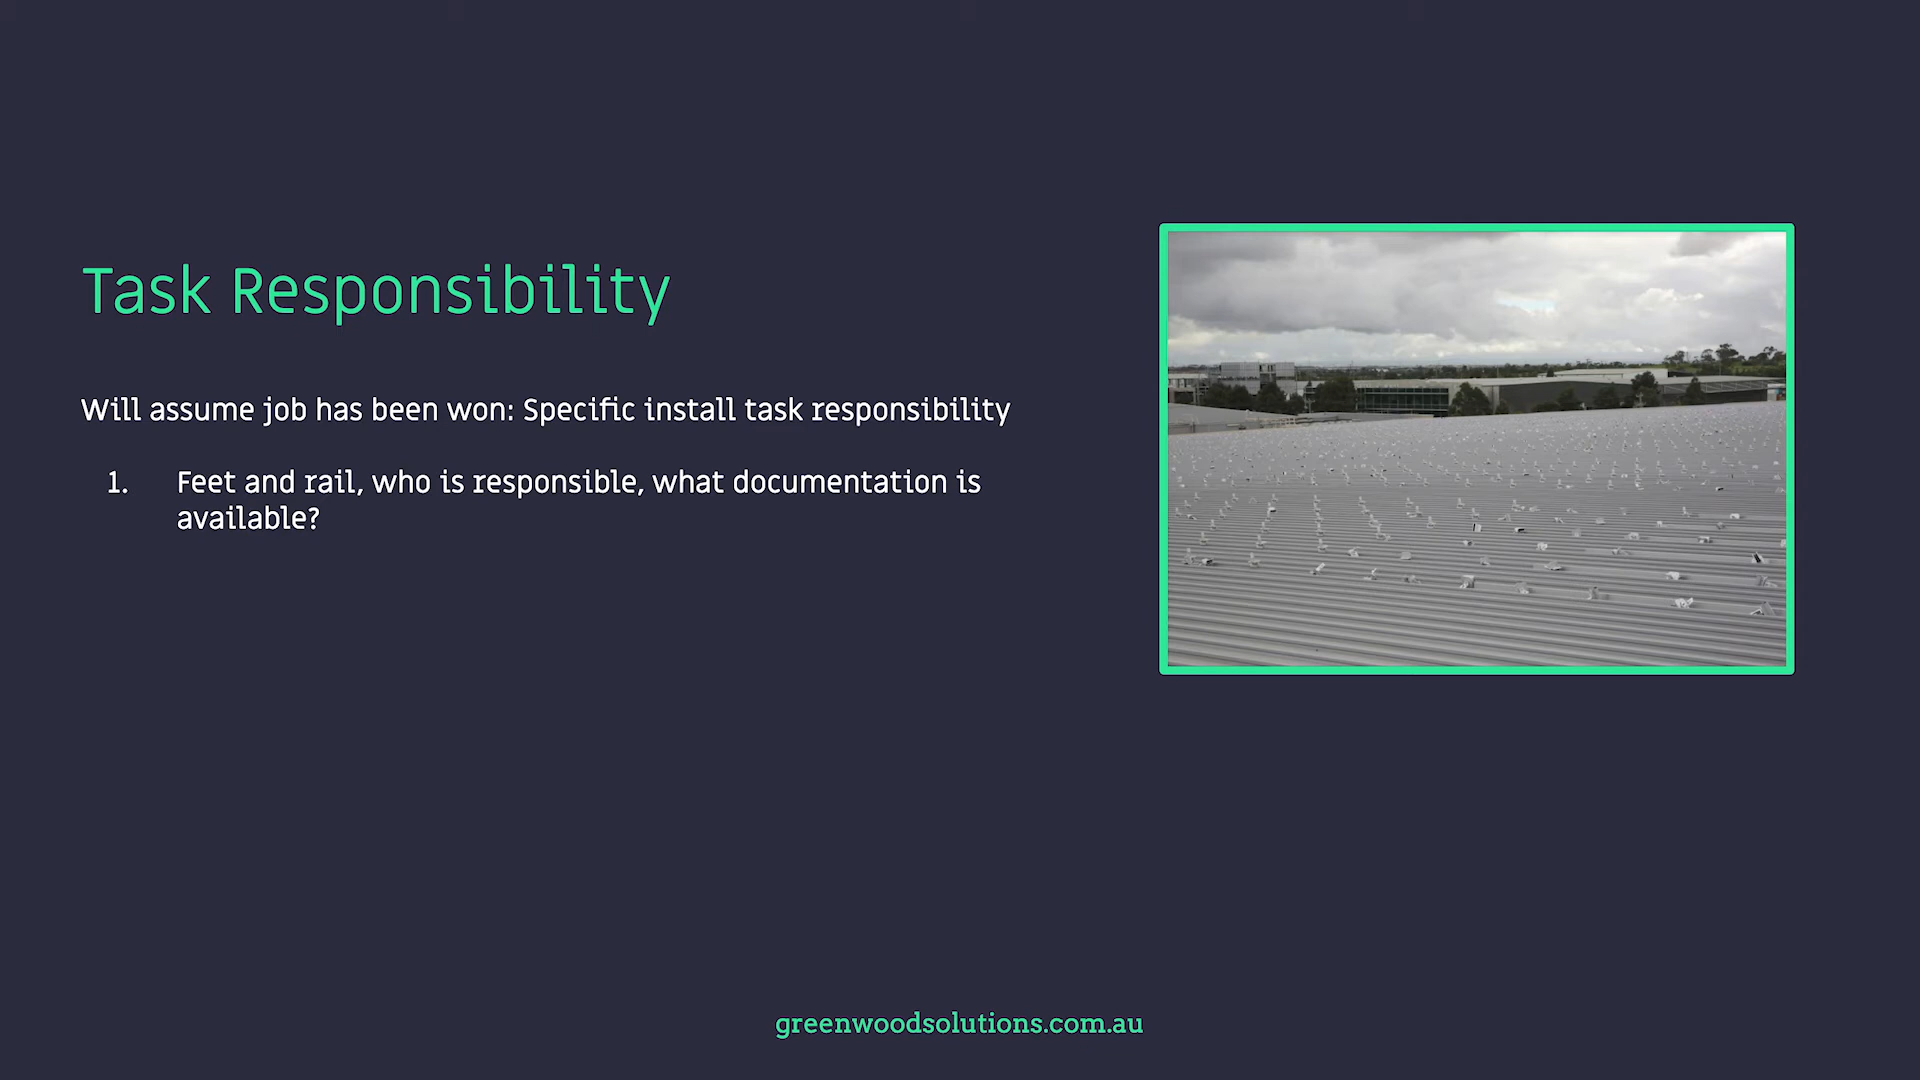 Task Responsibility
Will assume job has been won: Specific install task responsibility
1. Feet and rail, who is responsible, what documentation is
available?
greenwoodsolutions.com.au